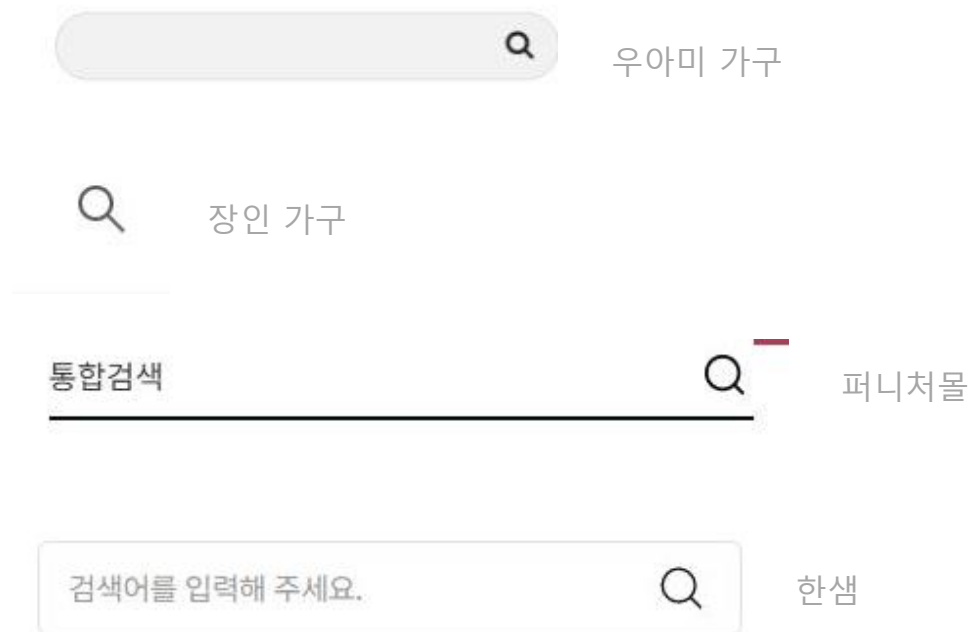 우아미 가구
장인 가구
통합검색
퍼니처몰
검색어를 입력해 주세요.
한샘